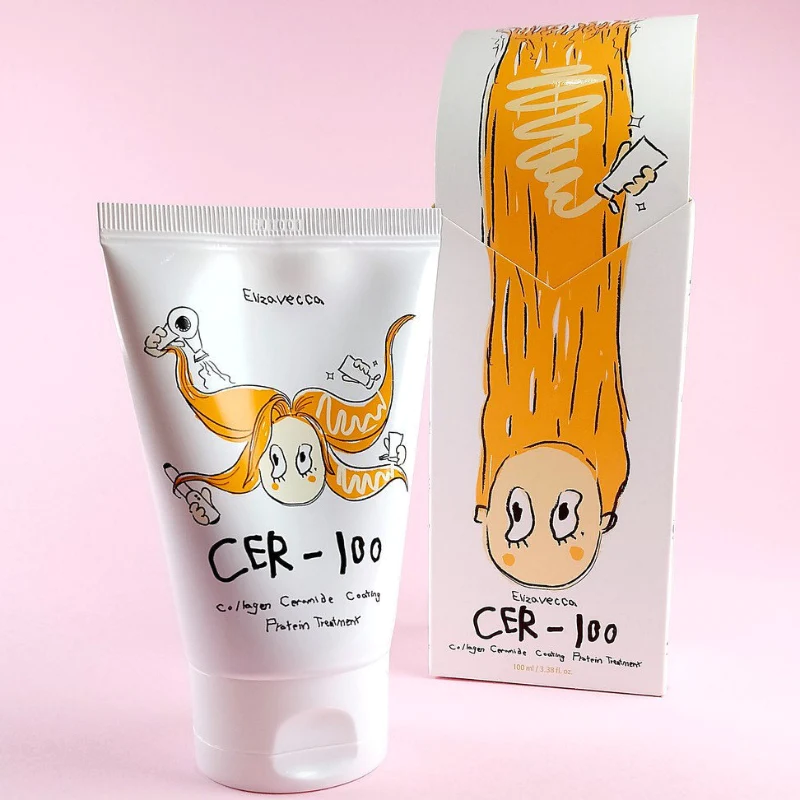 Elizavecca
CER-100
Collagen Ceramide Coating
Protein Treatment
Elizavecca
CER-100
Collagen Ceramide Coating Protein Treatment
100 ml / 3.39 fl. oz.